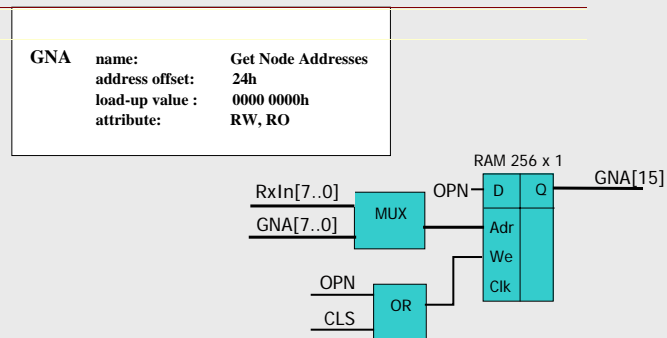 GNA name: Get Node Addresses
address offset: 24h
load-up value : 0000 0000h
attribute: RW, RO
RAM 256 x 1
RxIn[7..0] OPN D Q GNA[15]
MUX
GNA[7..0] Adr
We
OPN Clk
OR
CLS